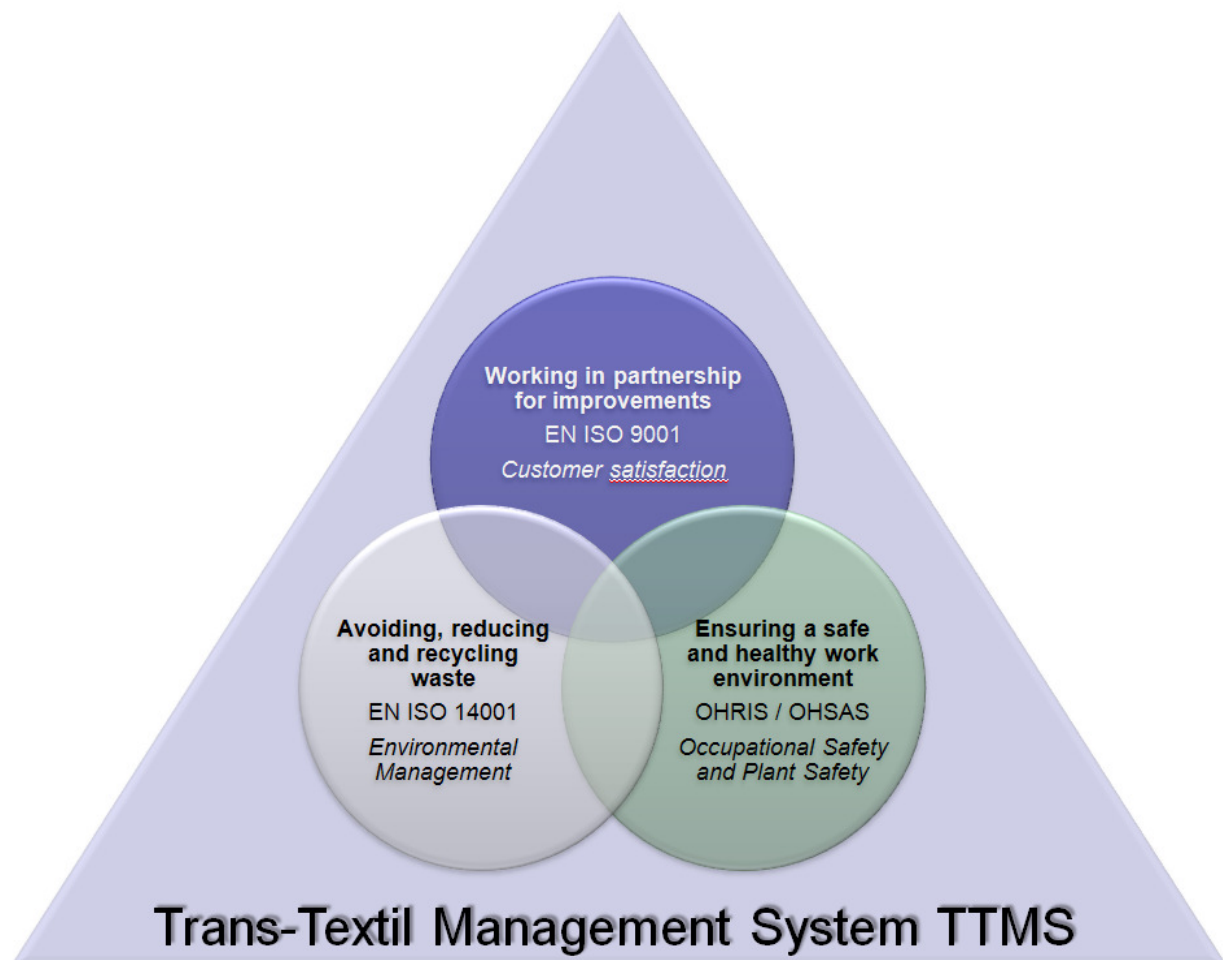 Working in partnership
for improvements
EN ISO 9001
Customer satisfaction
Avoiding, reducing
and recycling
waste
EN ISO 14001
Environmental
Management
Ensuring a safe
and healthy work
environment
OHRIS / OHSAS
Occupational Safety
and Plant Safety
Trans-Textil Management System TTMS